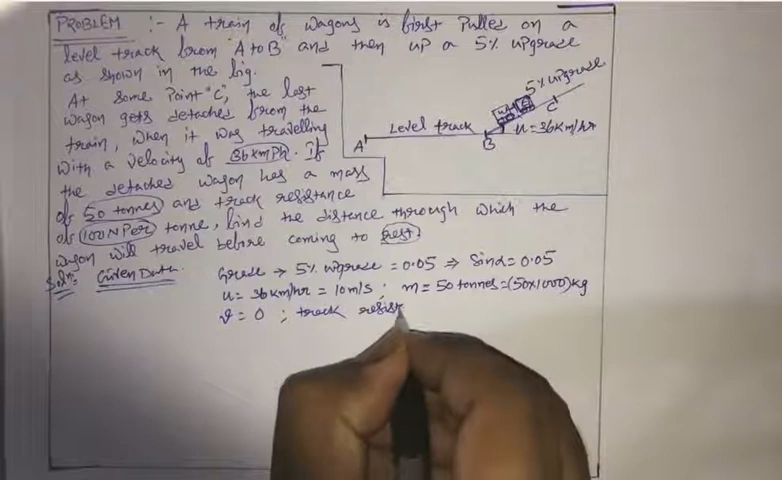 PROBLEM :- A train of wagons is first pulled on a
level track from "A to B" and then up a 5% upgrade
as shown in the fig.
At some Point "C", the last
wagon gets detached from the
train, when it was travelling
with a velocity of 36 kmph. If
the detached wagon has a mass
of 50 tonnes and track resistance
of 100N Per tonne, find the distance through which the
wagon will travel before coming to rest.
5% upgrade
Level track
A
B
C
u = 36 km/hr
Soln: Given Data:
Grade → 5% upgrade = 0.05 ⇒ Sinα = 0.05
u = 36 km/hr = 10 m/s ; m = 50 tonnes = (50×1000) kg
v = 0 ; track resist